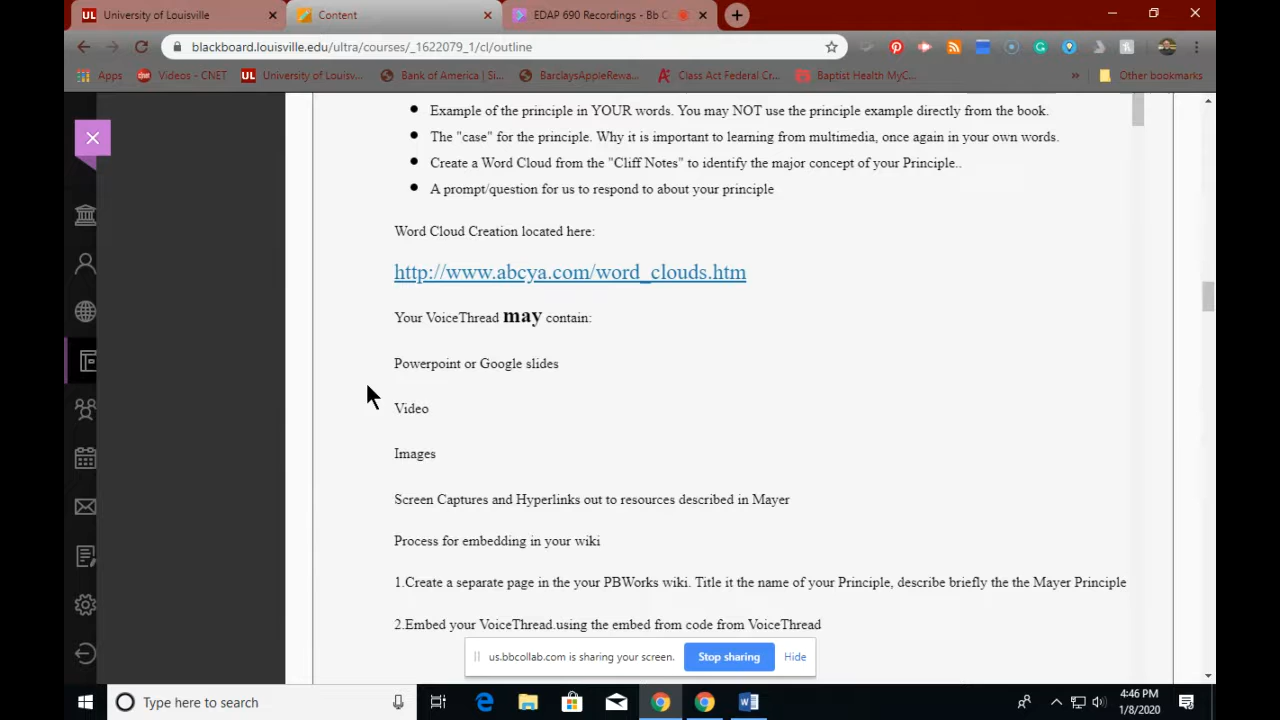 University of Louisville
Content
EDAP 690 Recordings - Bb C
blackboard.louisville.edu/ultra/courses/_1622079_1/cl/outline
Apps
Videos - CNET
University of Louisv...
Bank of America | Si...
BarclaysAppleRewa...
Class Act Federal Cr...
Baptist Health MyC...
»
Other bookmarks
Example of the principle in YOUR words. You may NOT use the principle example directly from the book.
The "case" for the principle. Why it is important to learning from multimedia, once again in your own words.
Create a Word Cloud from the "Cliff Notes" to identify the major concept of your Principle..
A prompt/question for us to respond to about your principle
Word Cloud Creation located here:
http://www.abcya.com/word_clouds.htm
Your VoiceThread may contain:
Powerpoint or Google slides
Video
Images
Screen Captures and Hyperlinks out to resources described in Mayer
Process for embedding in your wiki
1.Create a separate page in the your PBWorks wiki. Title it the name of your Principle, describe briefly the the Mayer Principle
2.Embed your VoiceThread.using the embed from code from VoiceThread
us.bbcollab.com is sharing your screen.
Stop sharing
Hide
Type here to search
4:46 PM
1/8/2020